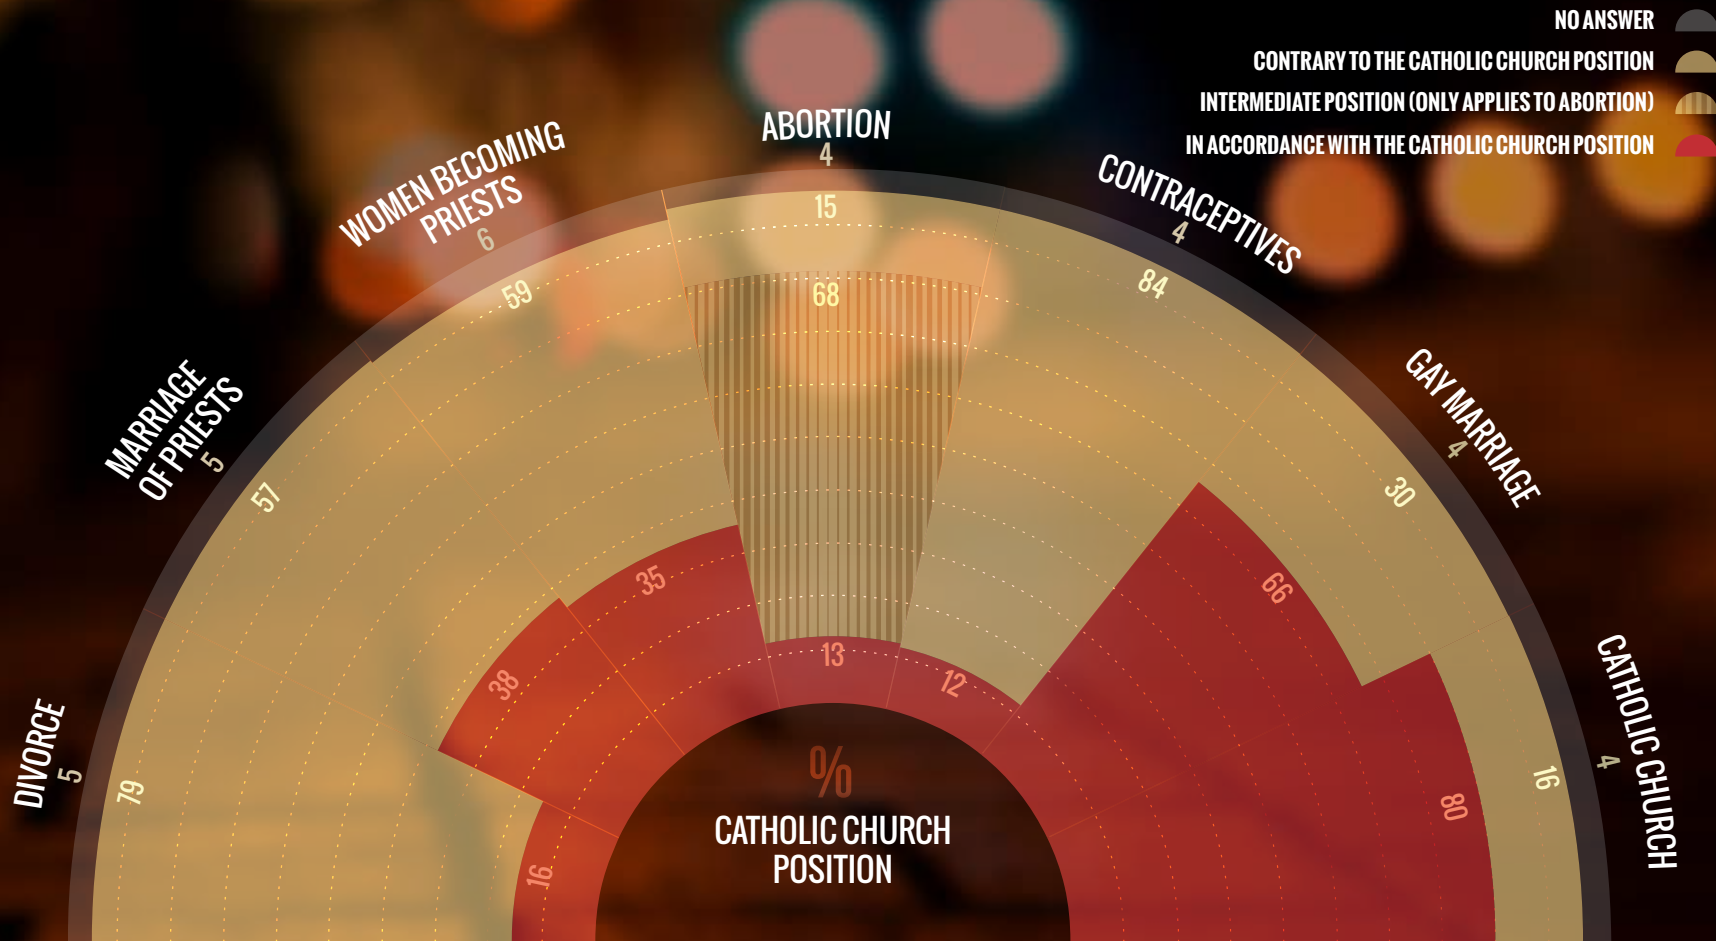 NO ANSWER
CONTRARY TO THE CATHOLIC CHURCH POSITION
INTERMEDIATE POSITION (ONLY APPLIES TO ABORTION)
IN ACCORDANCE WITH THE CATHOLIC CHURCH POSITION
DIVORCE
5
79
16
MARRIAGE
OF PRIESTS
5
57
38
WOMEN BECOMING
PRIESTS
6
59
35
ABORTION
4
15
68
13
CONTRACEPTIVES
4
84
12
GAY MARRIAGE
4
30
66
CATHOLIC CHURCH
4
16
80
%
CATHOLIC CHURCH
POSITION